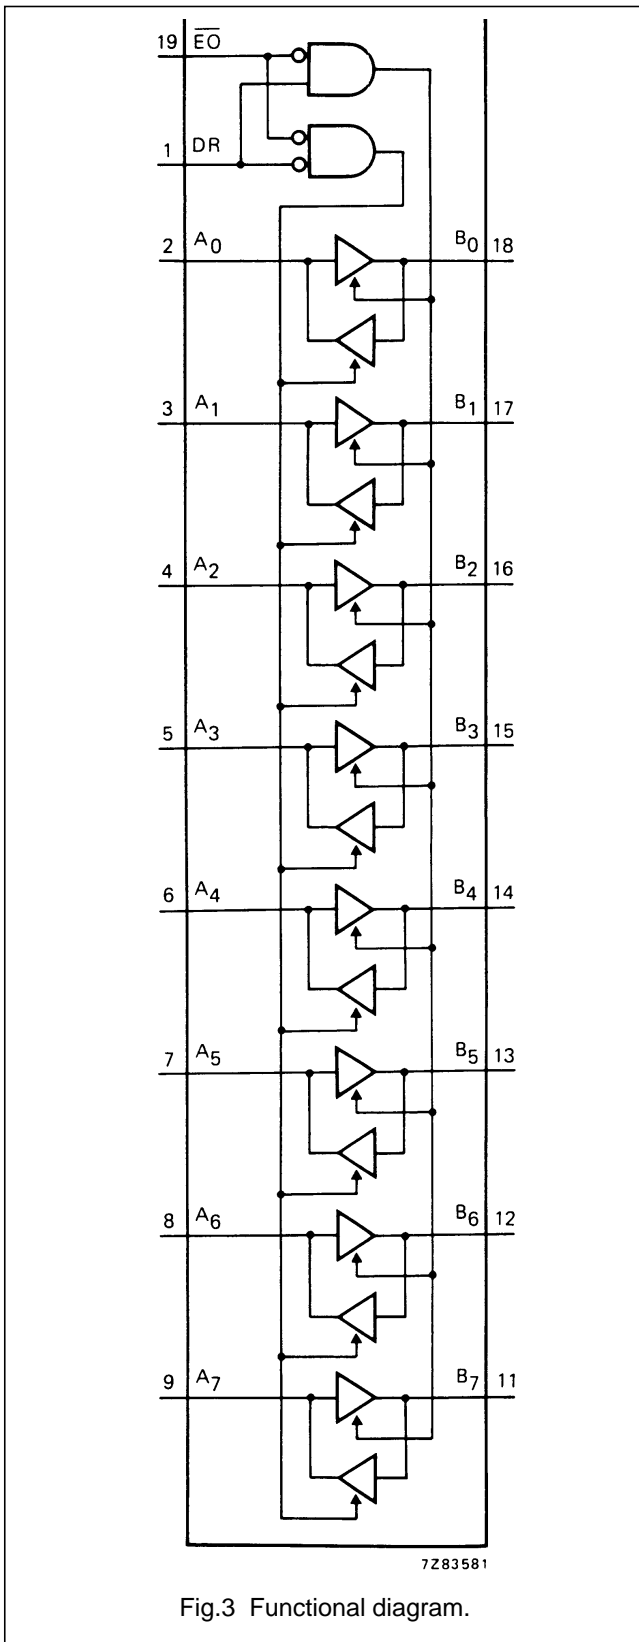 19 E̅O̅
1 DR
2 A0 B0 18
3 A1 B1 17
4 A2 B2 16
5 A3 B3 15
6 A4 B4 14
7 A5 B5 13
8 A6 B6 12
9 A7 B7 11
7Z83581
Fig.3 Functional diagram.